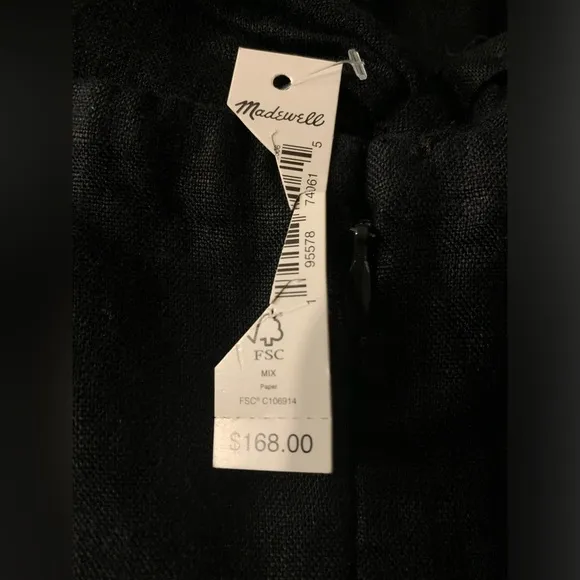 Madewell
1 95578 74061 5
FSC
MIX
Paper
FSC® C106914
$168.00